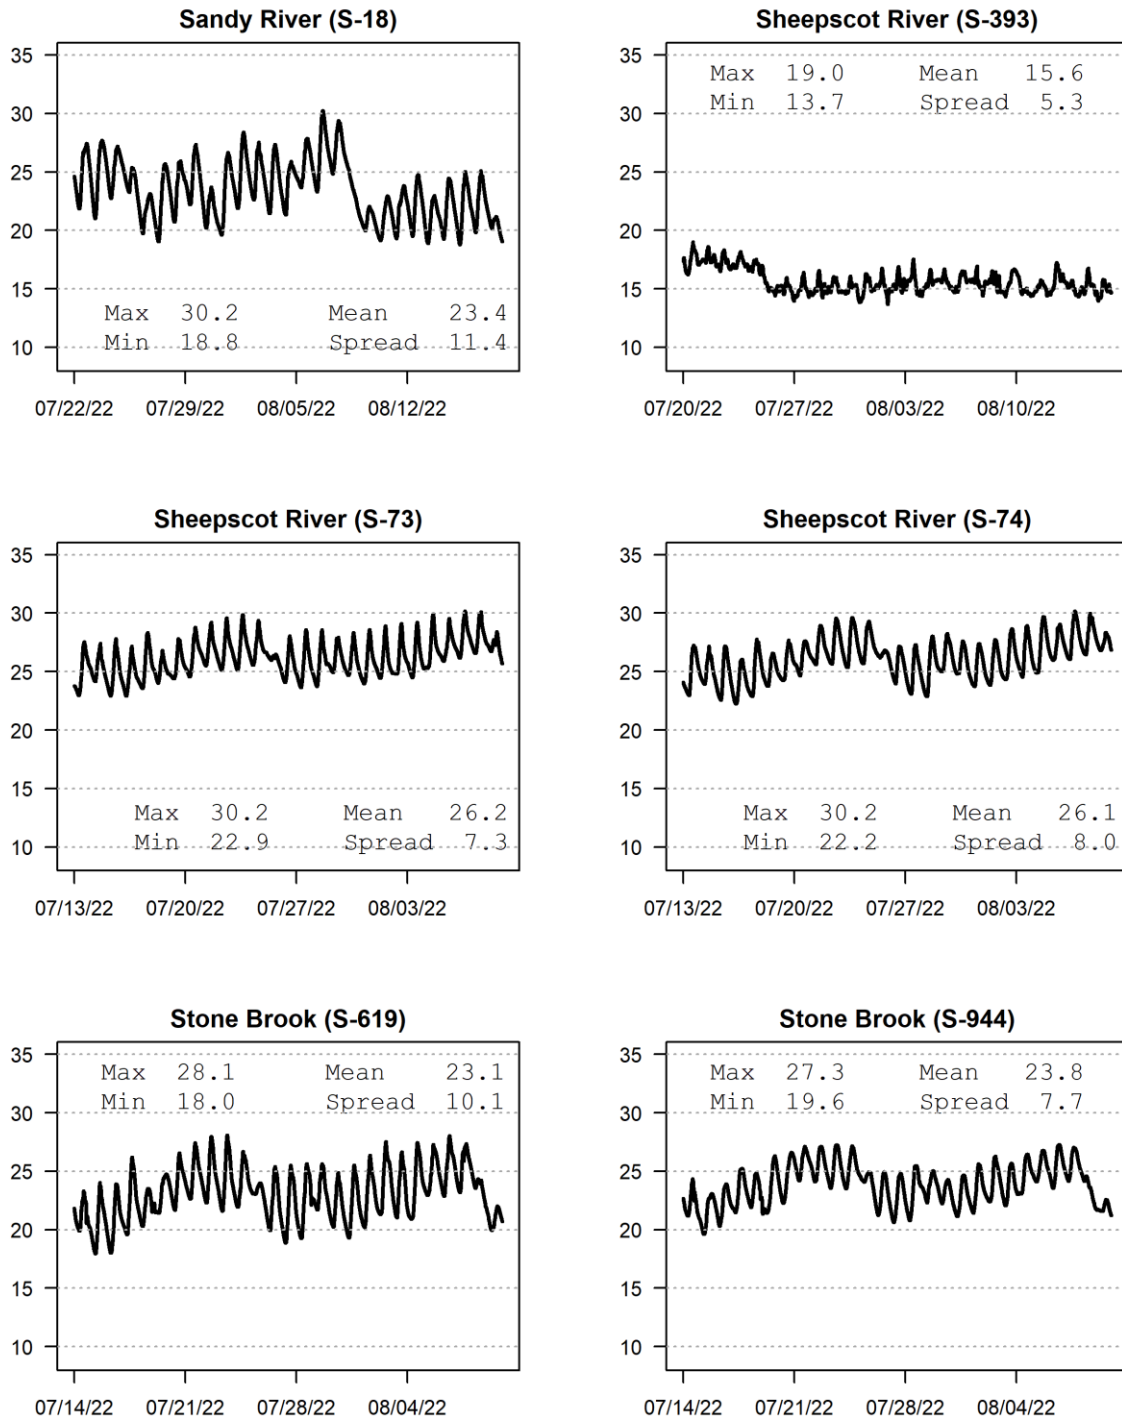 Sandy River (S-18)
35
30
25
20
15
10
Max 30.2 Mean 23.4
Min 18.8 Spread 11.4
07/22/22 07/29/22 08/05/22 08/12/22
Sheepscot River (S-393)
35
30
25
20
15
10
Max 19.0 Mean 15.6
Min 13.7 Spread 5.3
07/20/22 07/27/22 08/03/22 08/10/22
Sheepscot River (S-73)
35
30
25
20
15
10
Max 30.2 Mean 26.2
Min 22.9 Spread 7.3
07/13/22 07/20/22 07/27/22 08/03/22
Sheepscot River (S-74)
35
30
25
20
15
10
Max 30.2 Mean 26.1
Min 22.2 Spread 8.0
07/13/22 07/20/22 07/27/22 08/03/22
Stone Brook (S-619)
35
30
25
20
15
10
Max 28.1 Mean 23.1
Min 18.0 Spread 10.1
07/14/22 07/21/22 07/28/22 08/04/22
Stone Brook (S-944)
35
30
25
20
15
10
Max 27.3 Mean 23.8
Min 19.6 Spread 7.7
07/14/22 07/21/22 07/28/22 08/04/22